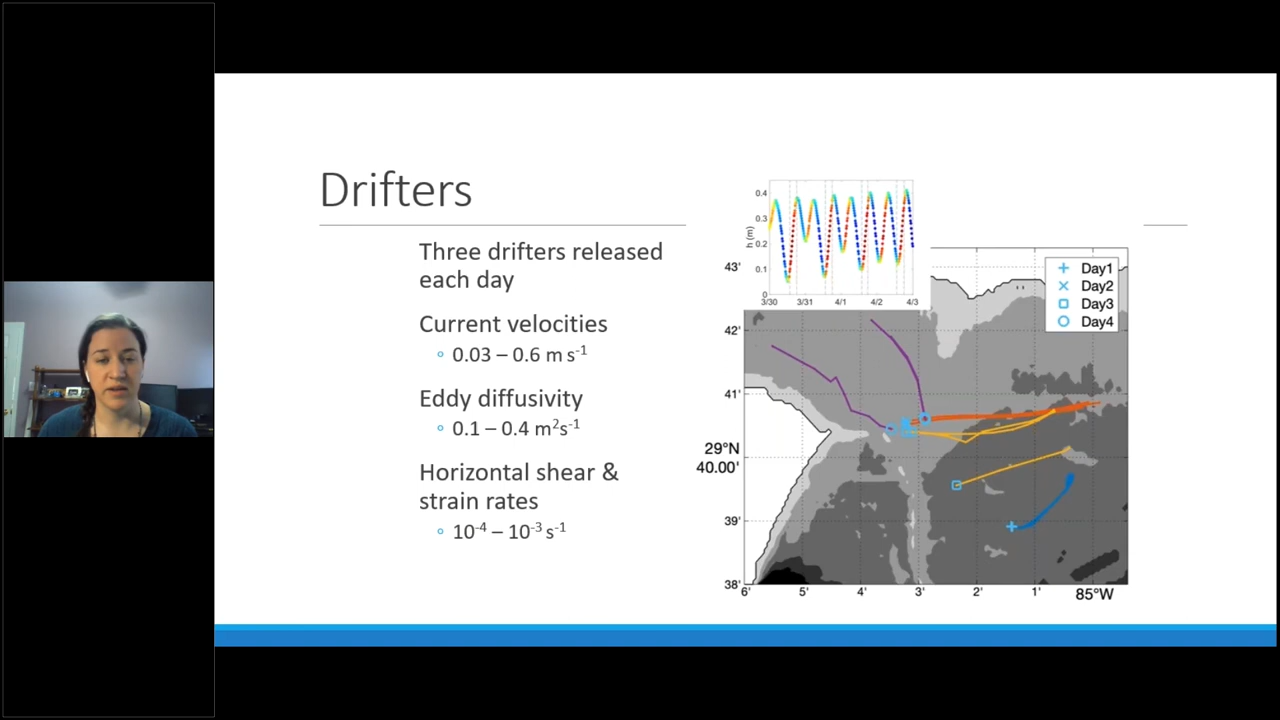 Drifters
Three drifters released
each day
Current velocities
0.03 – 0.6 m s-1
Eddy diffusivity
0.1 – 0.4 m2s-1
Horizontal shear &
strain rates
10-4 – 10-3 s-1
h (m)
0.4
0.3
0.2
0.1
0
3/30 3/31 4/1 4/2 4/3
Day1
Day2
Day3
Day4
43'
42'
41'
29°N
40.00'
39'
38'
6' 5' 4' 3' 2' 1' 85°W